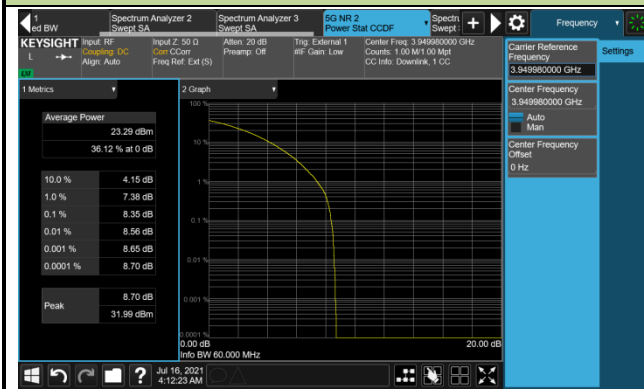 1
ed BW
Spectrum Analyzer 2
Swept SA
Spectrum Analyzer 3
Swept SA
5G NR 2
Power Stat CCDF
Spectru
Swept S
Frequency
KEYSIGHT
L
Input: RF
Coupling: DC
Align: Auto
Input Z: 50 Ω
Corr CCorr
Freq Ref: Ext (S)
Atten: 20 dB
Preamp: Off
Trig: External 1
#IF Gain: Low
Center Freq: 3.949980000 GHz
Counts: 1.00 M/1.00 Mpt
CC Info: Downlink, 1 CC
1 Metrics
Average Power
23.29 dBm
36.12 % at 0 dB
10.0 % 4.15 dB
1.0 % 7.38 dB
0.1 % 8.35 dB
0.01 % 8.56 dB
0.001 % 8.65 dB
0.0001 % 8.70 dB
Peak
8.70 dB
31.99 dBm
2 Graph
100 %
10 %
1 %
0.1 %
0.01 %
0.001 %
0.0001 %
0.00 dB
20.00 dB
Info BW 60.000 MHz
Carrier Reference
Frequency
3.949980000 GHz
Center Frequency
3.949980000 GHz
Auto
Man
Center Frequency
Offset
0 Hz
Settings
?
Jul 16, 2021
4:12:23 AM